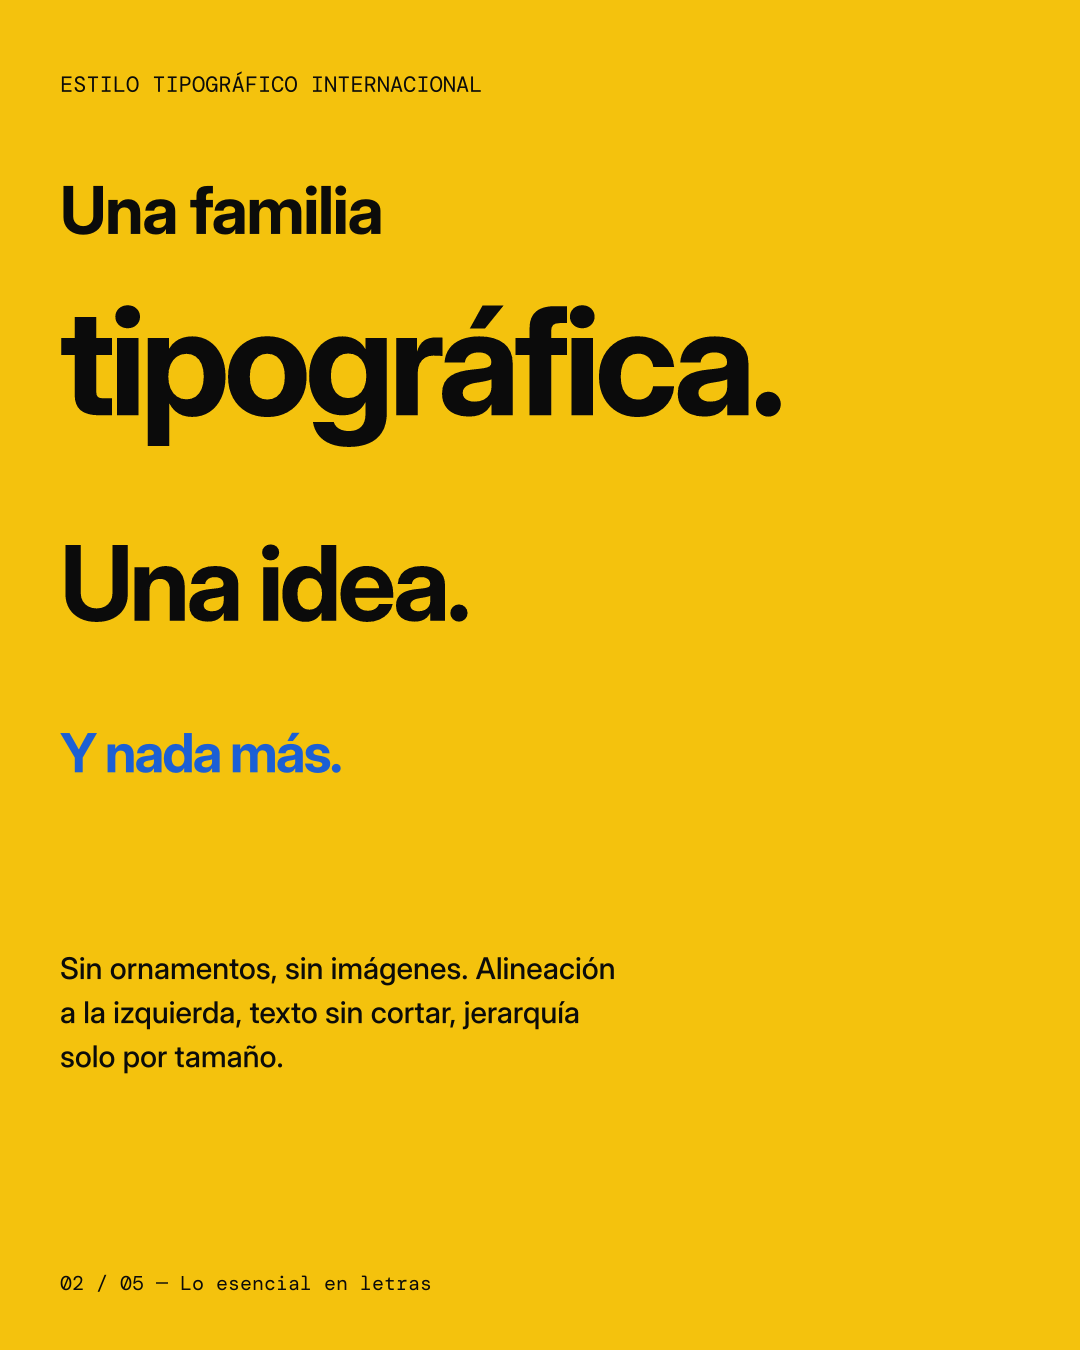 ESTILO TIPOGRÁFICO INTERNACIONAL
Una familia
tipográfica.
Una idea.
Y nada más.
Sin ornamentos, sin imágenes. Alineación
a la izquierda, texto sin cortar, jerarquía
solo por tamaño.
02 / 05 — Lo esencial en letras